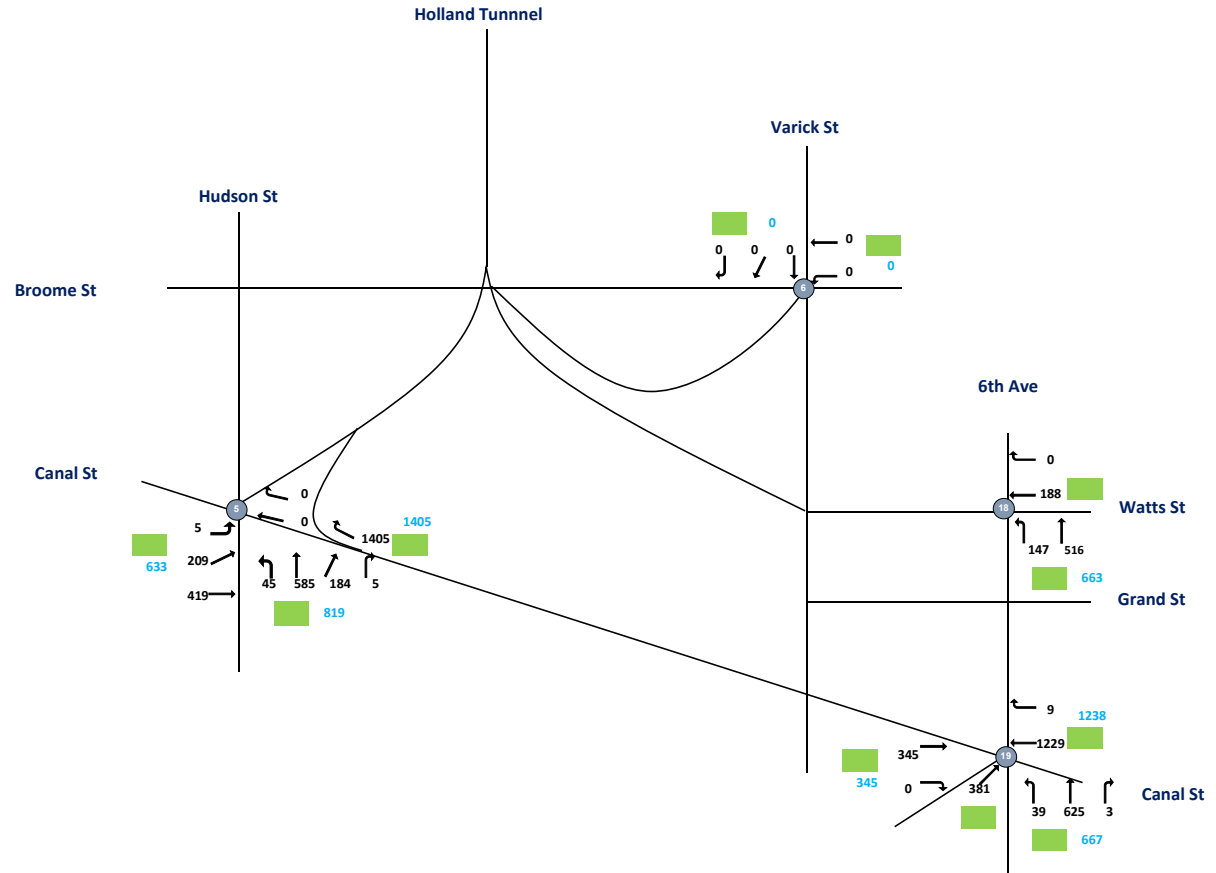 Holland Tunnnel
Varick St
Hudson St
0
0 0 0
0
0
0
Broome St
6
6th Ave
0
Canal St
188
0
Watts St
5
18
0
5
1405
1405
147 516
633
209
663
45 585 184 5
419
Grand St
819
9
1238
1229
345
19
345
0
381
Canal St
39 625 3
667